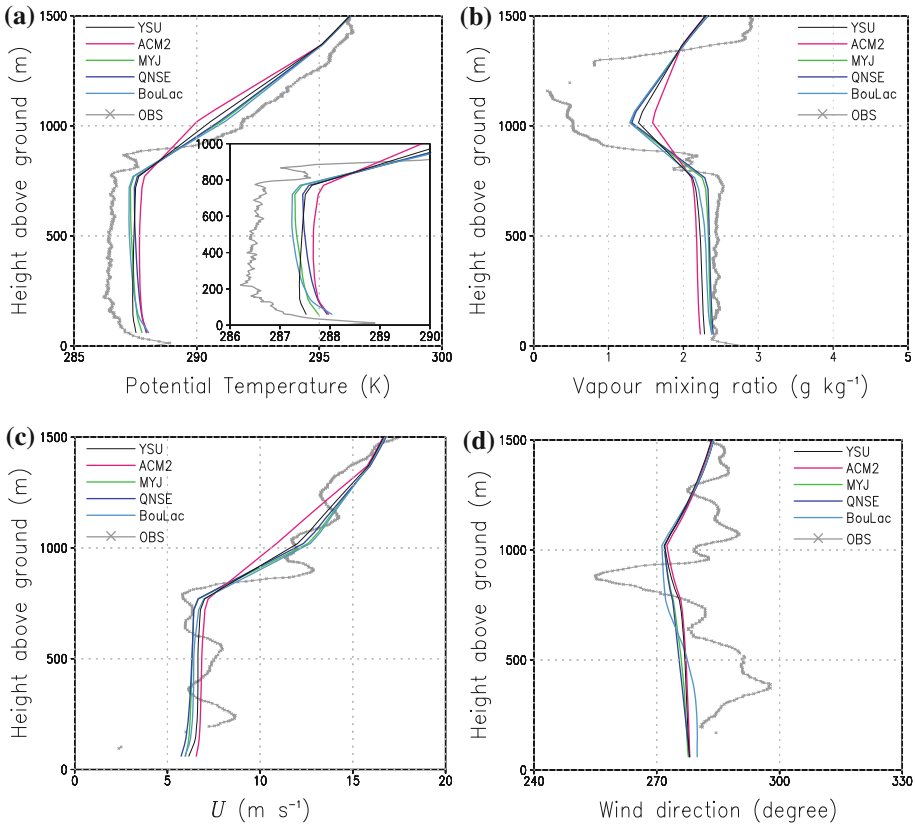 (a)
1500
1000
500
0
Height above ground (m)
YSU
ACM2
MYJ
QNSE
BouLac
OBS
1000
800
600
400
200
0
286
287
288
289
290
285
290
295
300
Potential Temperature (K)
(b)
1500
1000
500
0
Height above ground (m)
YSU
ACM2
MYJ
QNSE
BouLac
OBS
0
1
2
3
4
5
Vapour mixing ratio (g kg⁻¹)
(c)
1500
1000
500
0
Height above ground (m)
YSU
ACM2
MYJ
QNSE
BouLac
OBS
0
5
10
15
20
U (m s⁻¹)
(d)
1500
1000
500
0
Height above ground (m)
YSU
ACM2
MYJ
QNSE
BouLac
OBS
240
270
300
330
Wind direction (degree)